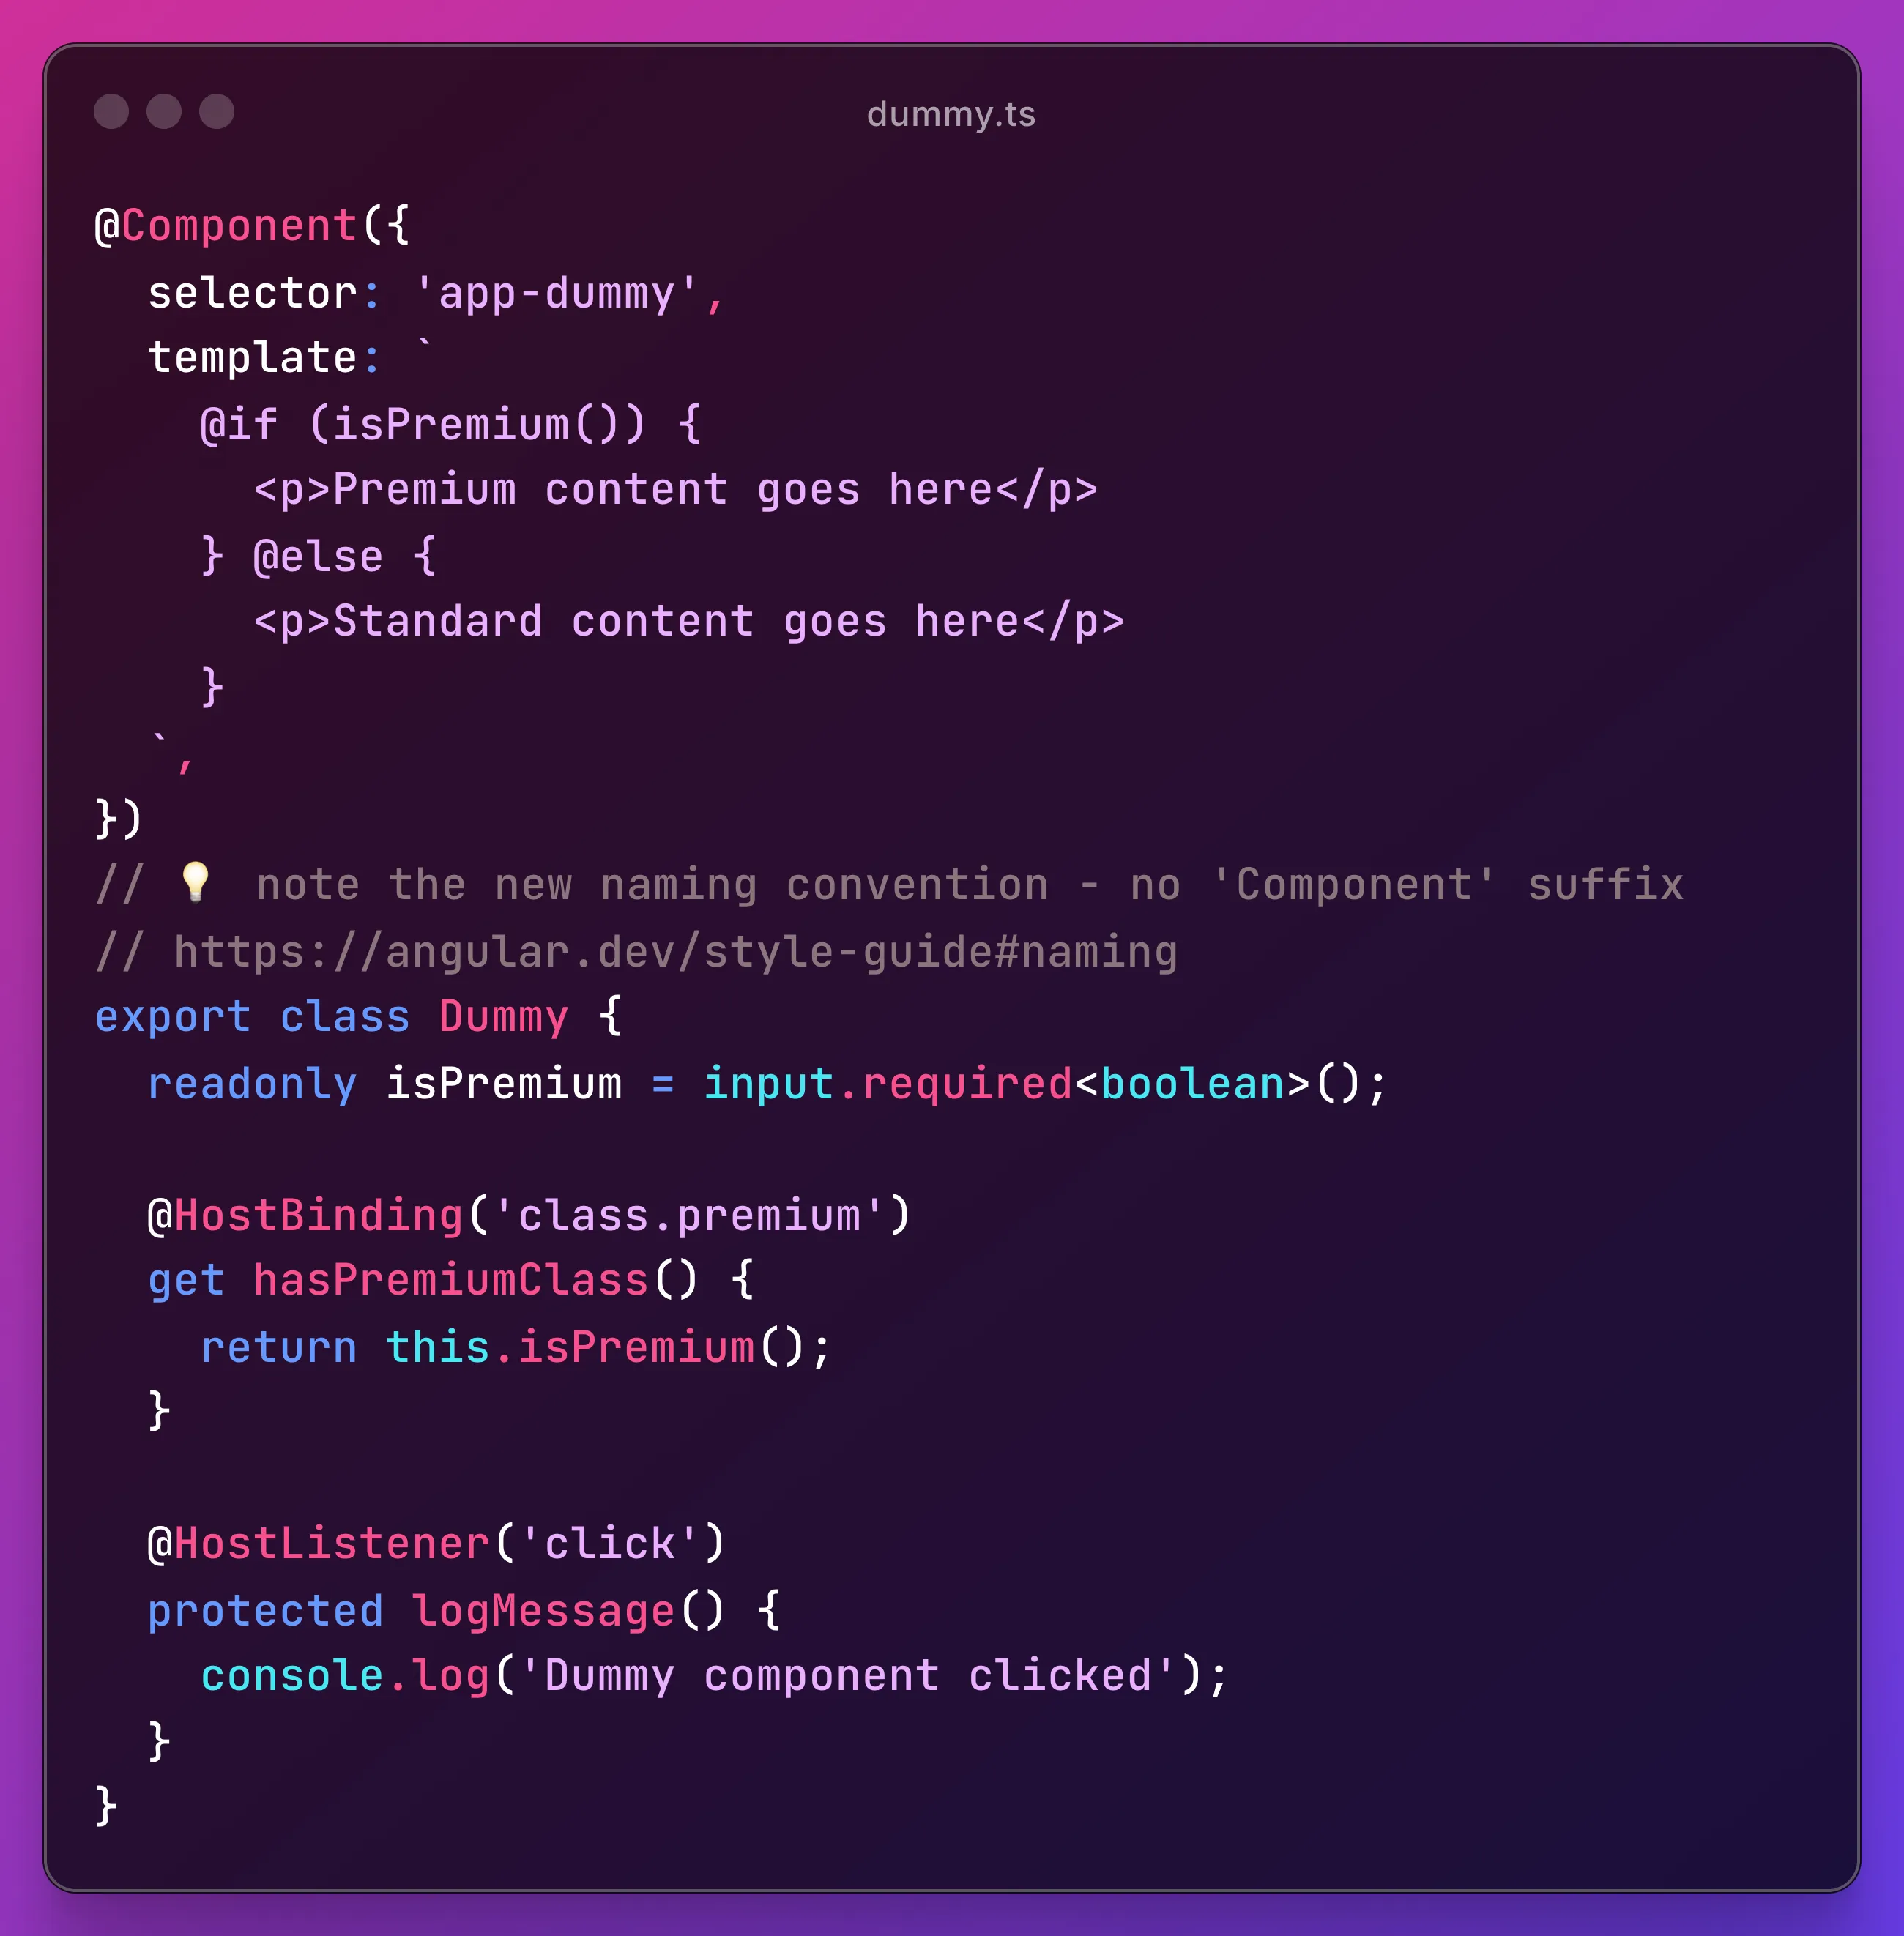 dummy.ts
@Component({
  selector: 'app-dummy',
  template: `
    @if (isPremium()) {
      <p>Premium content goes here</p>
    } @else {
      <p>Standard content goes here</p>
    }
  `,
})
// 💡 note the new naming convention - no 'Component' suffix
// https://angular.dev/style-guide#naming
export class Dummy {
  readonly isPremium = input.required<boolean>();

  @HostBinding('class.premium')
  get hasPremiumClass() {
    return this.isPremium();
  }

  @HostListener('click')
  protected logMessage() {
    console.log('Dummy component clicked');
  }
}